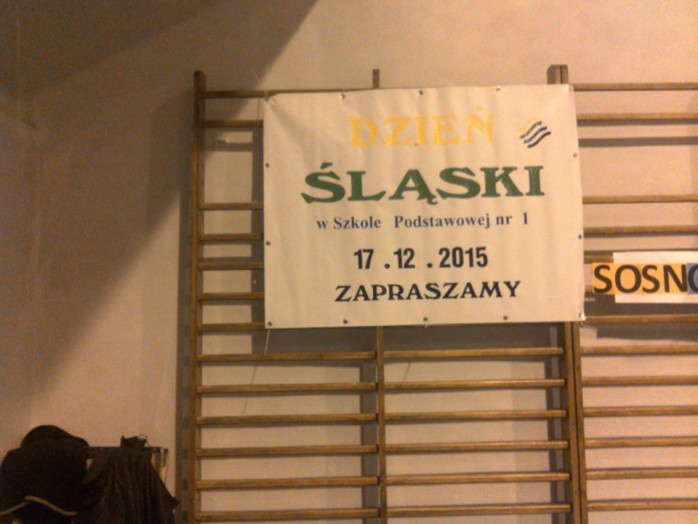 DZIEŃ
ŚLĄSKI
w Szkole Podstawowej nr 1
17 .12 .2015
ZAPRASZAMY
SOSNO